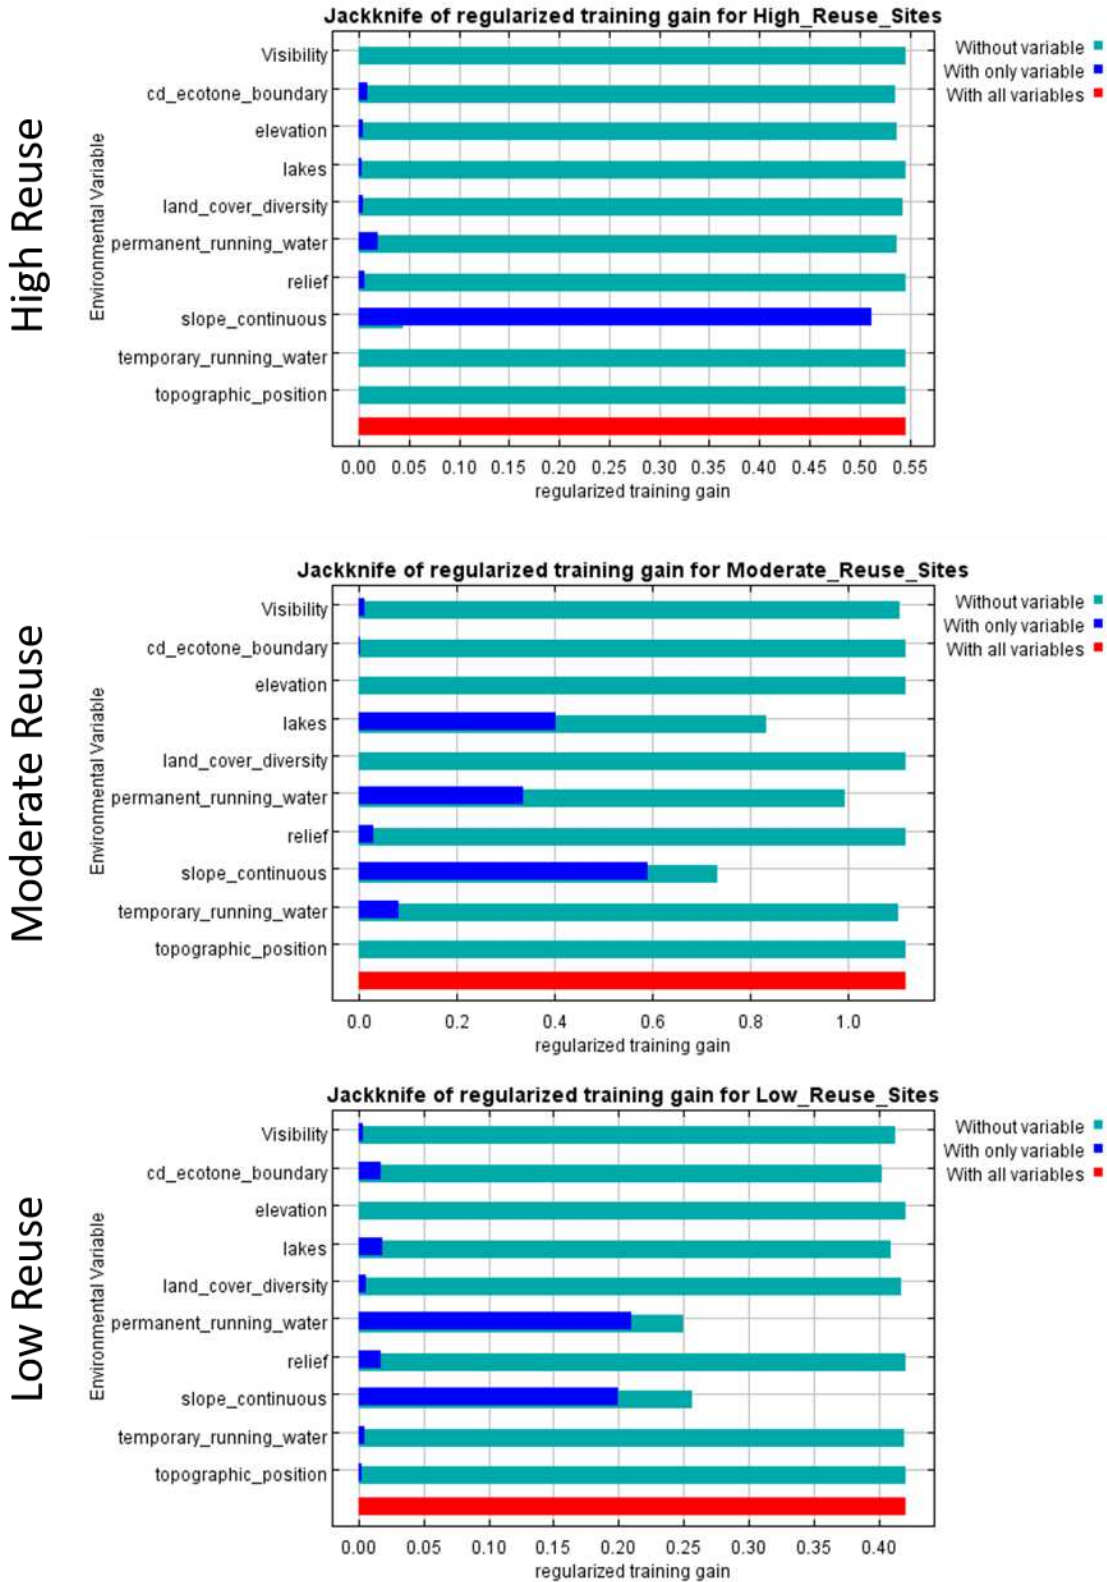 High Reuse
Jackknife of regularized training gain for High_Reuse_Sites
Environmental Variable
Visibility
cd_ecotone_boundary
elevation
lakes
land_cover_diversity
permanent_running_water
relief
slope_continuous
temporary_running_water
topographic_position
Without variable
With only variable
With all variables
0.00 0.05 0.10 0.15 0.20 0.25 0.30 0.35 0.40 0.45 0.50 0.55
regularized training gain
Moderate Reuse
Jackknife of regularized training gain for Moderate_Reuse_Sites
Environmental Variable
Visibility
cd_ecotone_boundary
elevation
lakes
land_cover_diversity
permanent_running_water
relief
slope_continuous
temporary_running_water
topographic_position
Without variable
With only variable
With all variables
0.0 0.2 0.4 0.6 0.8 1.0
regularized training gain
Low Reuse
Jackknife of regularized training gain for Low_Reuse_Sites
Environmental Variable
Visibility
cd_ecotone_boundary
elevation
lakes
land_cover_diversity
permanent_running_water
relief
slope_continuous
temporary_running_water
topographic_position
Without variable
With only variable
With all variables
0.00 0.05 0.10 0.15 0.20 0.25 0.30 0.35 0.40
regularized training gain